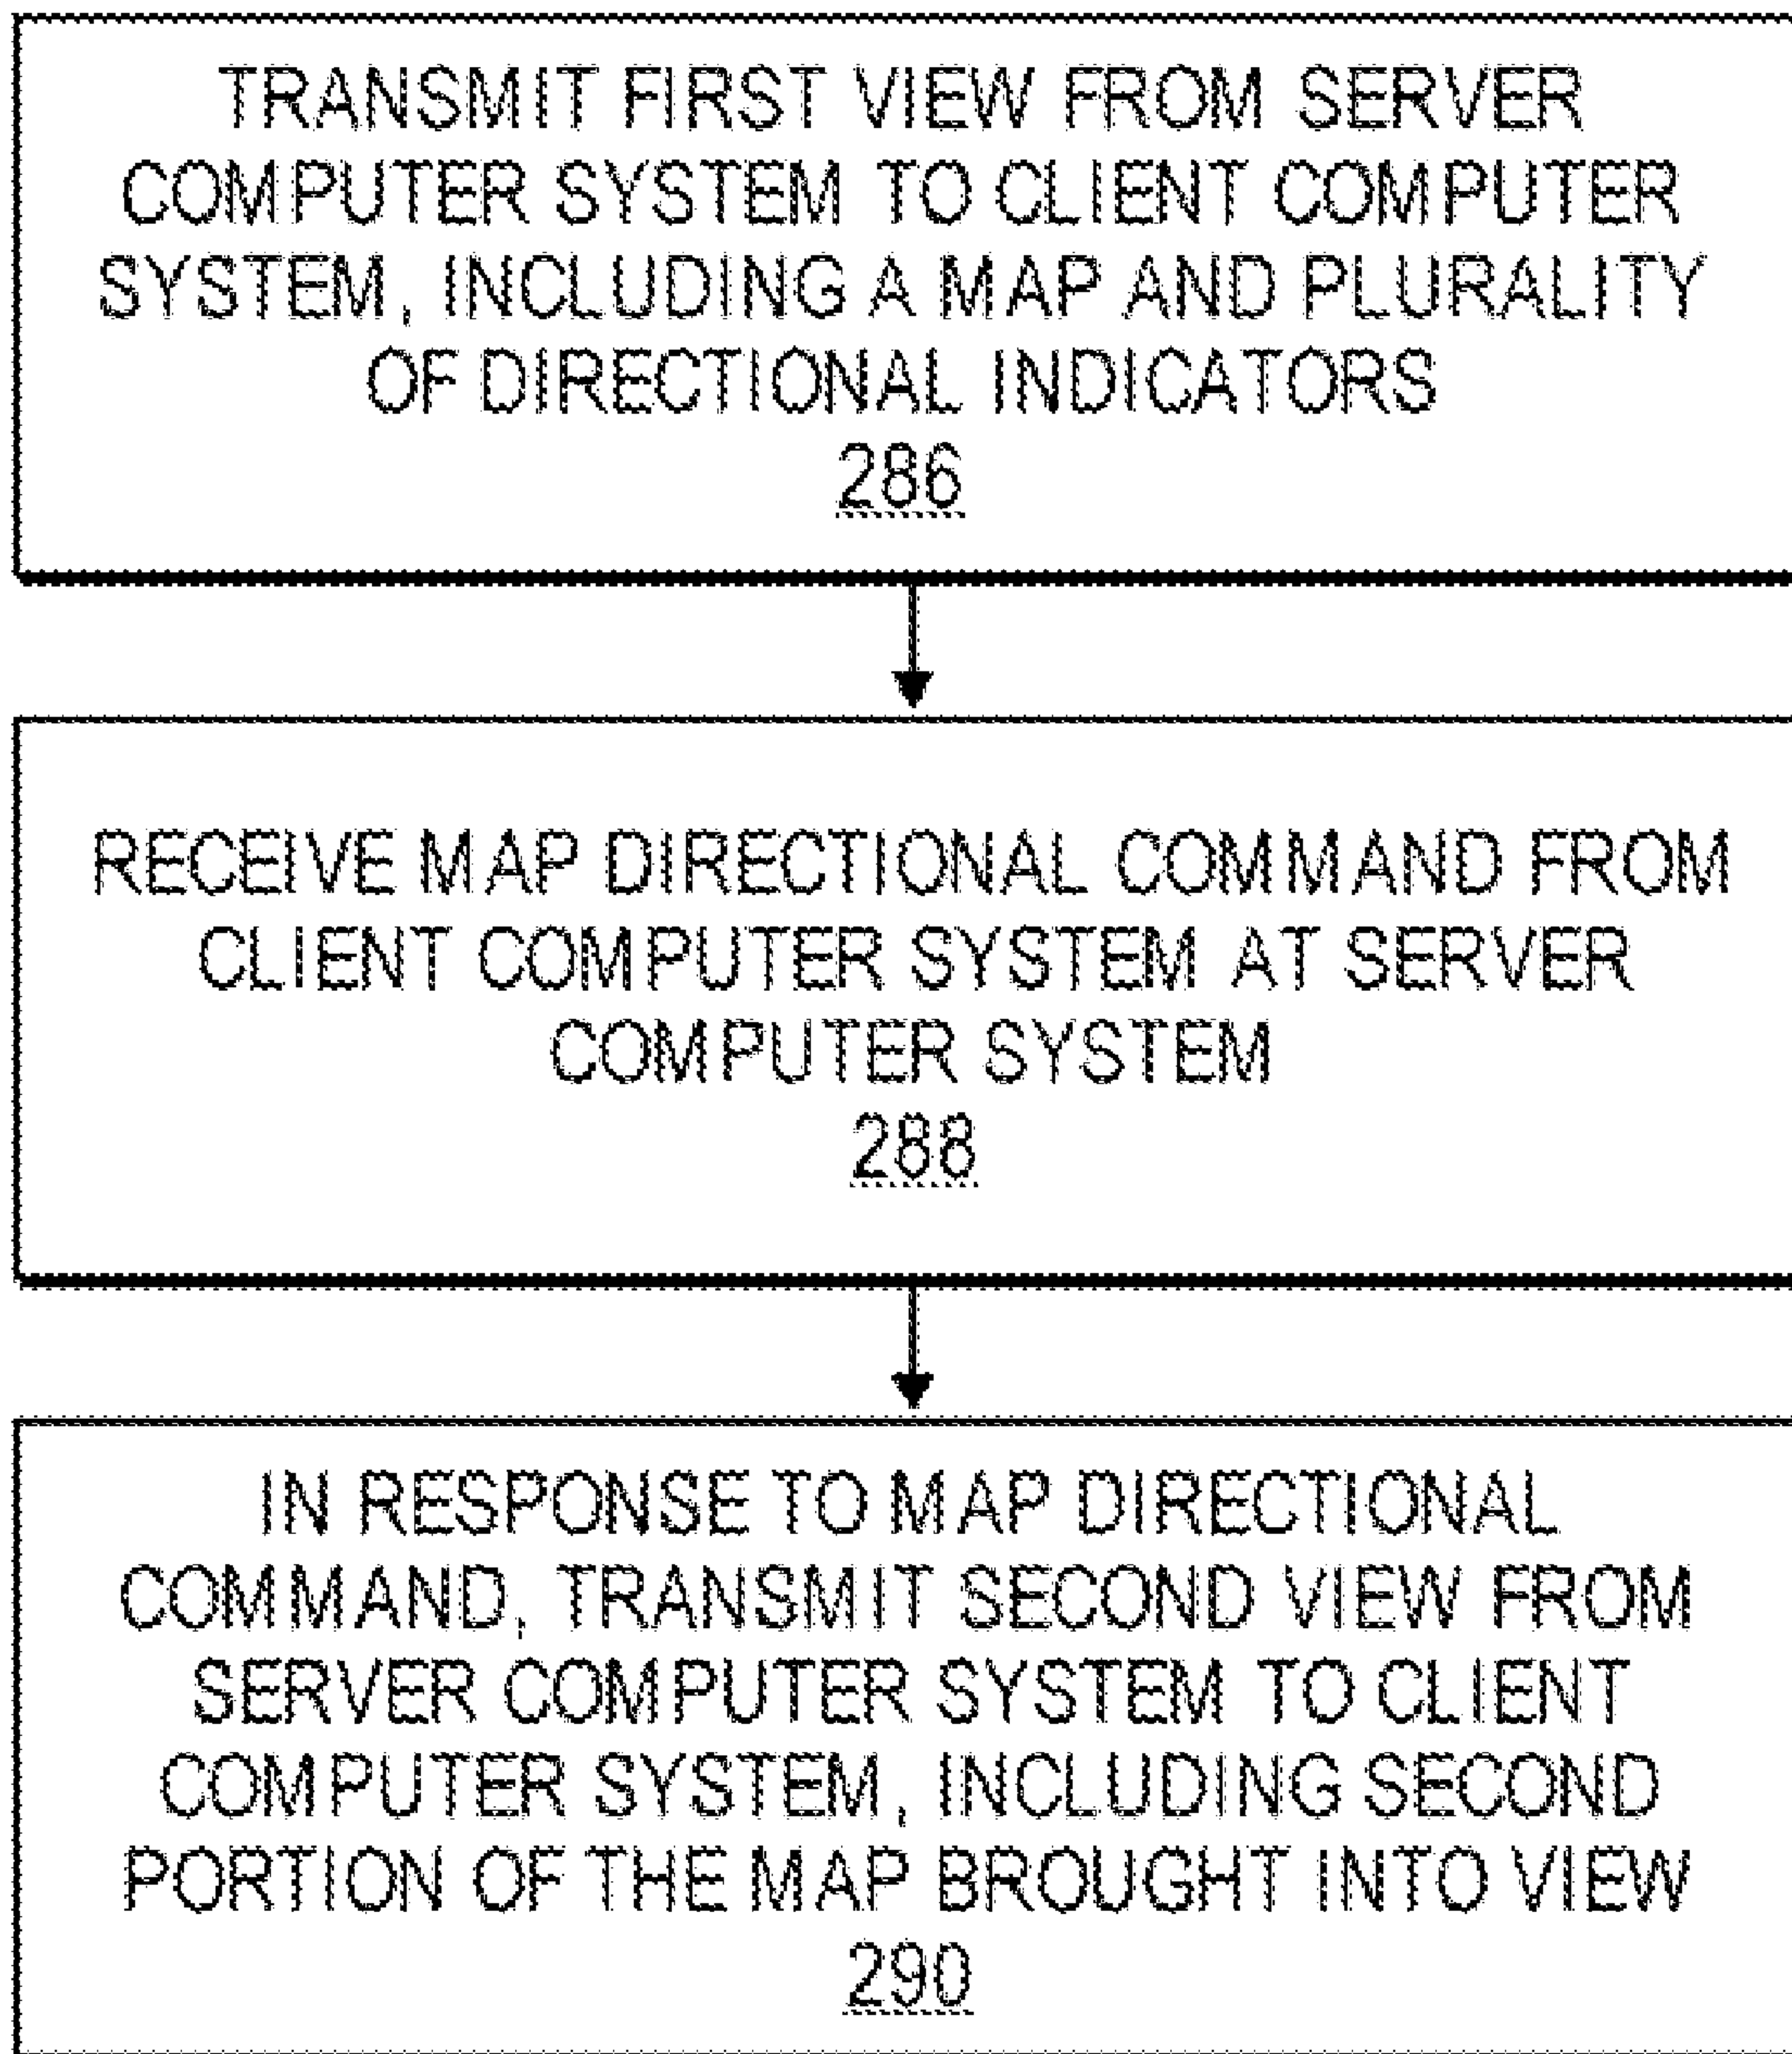 TRANSMIT FIRST VIEW FROM SERVER
COMPUTER SYSTEM TO CLIENT COMPUTER
SYSTEM, INCLUDING A MAP AND PLURALITY
OF DIRECTIONAL INDICATORS
286
RECEIVE MAP DIRECTIONAL COMMAND FROM
CLIENT COMPUTER SYSTEM AT SERVER
COMPUTER SYSTEM
288
IN RESPONSE TO MAP DIRECTIONAL
COMMAND, TRANSMIT SECOND VIEW FROM
SERVER COMPUTER SYSTEM TO CLIENT
COMPUTER SYSTEM, INCLUDING SECOND
PORTION OF THE MAP BROUGHT INTO VIEW
290